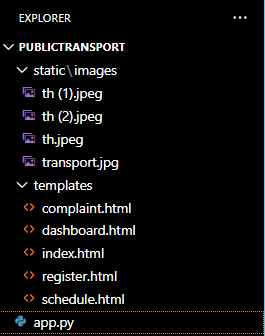 EXPLORER
PUBLICTRANSPORT
static\images
th (1).jpeg
th (2).jpeg
th.jpeg
transport.jpg
templates
<> complaint.html
<> dashboard.html
<> index.html
<> register.html
<> schedule.html
app.py